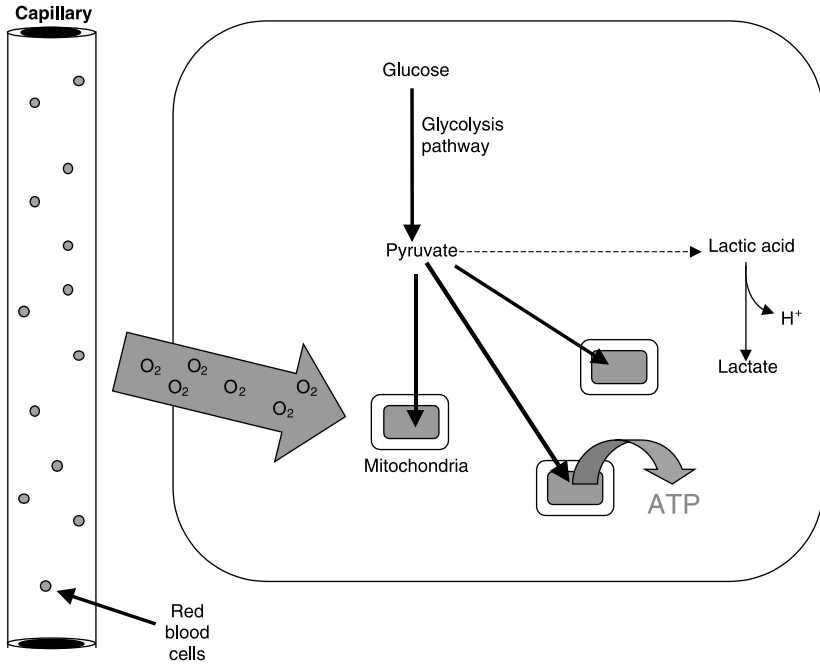 Capillary
Glucose
Glycolysis
pathway
Pyruvate
Lactic acid
H⁺
Lactate
O₂
O₂
O₂
O₂
O₂
O₂
Mitochondria
ATP
Red
blood
cells